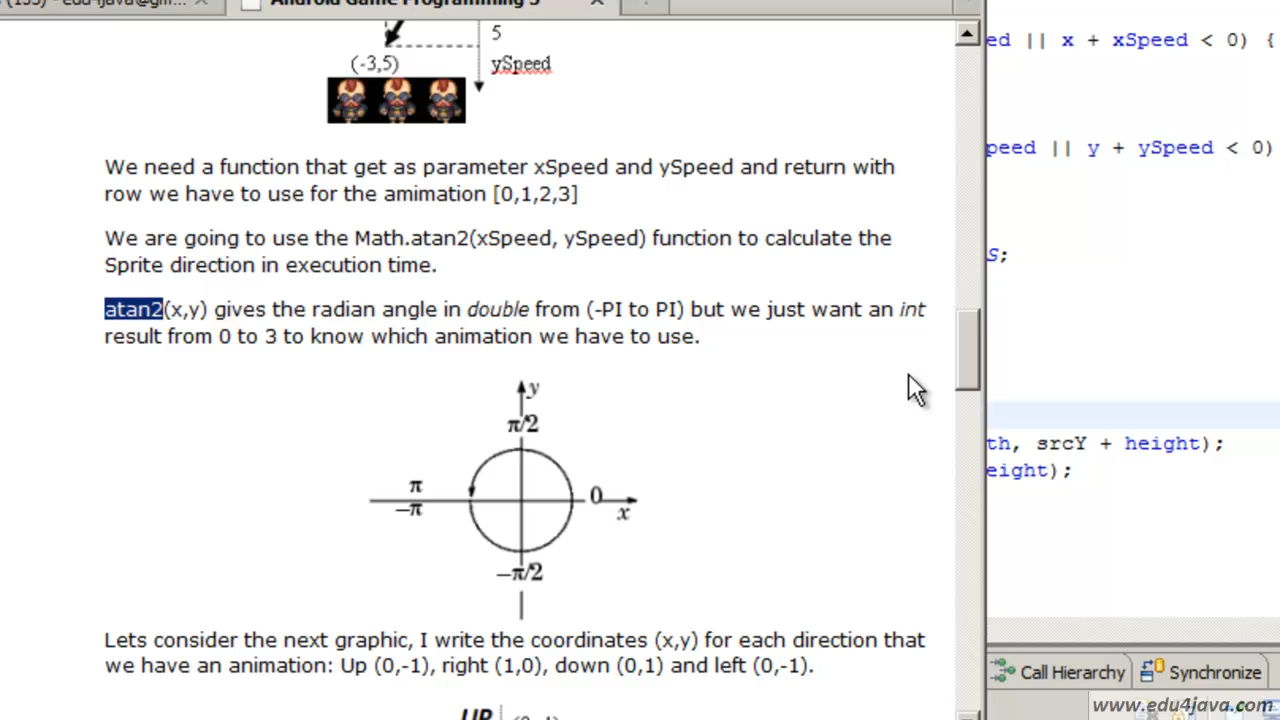 Android Game Programming 5
5
(-3,5)
ySpeed
We need a function that get as parameter xSpeed and ySpeed and return with
row we have to use for the amimation [0,1,2,3]
We are going to use the Math.atan2(xSpeed, ySpeed) function to calculate the
Sprite direction in execution time.
atan2(x,y) gives the radian angle in double from (-PI to PI) but we just want an int
result from 0 to 3 to know which animation we have to use.
y
π/2
π
0
−π
x
−π/2
Lets consider the next graphic, I write the coordinates (x,y) for each direction that
we have an animation: Up (0,-1), right (1,0), down (0,1) and left (0,-1).
UP
ed || x + xSpeed < 0) {
peed || y + ySpeed < 0)
S;
th, srcY + height);
eight);
Call Hierarchy
Synchronize
www.edu4java.com